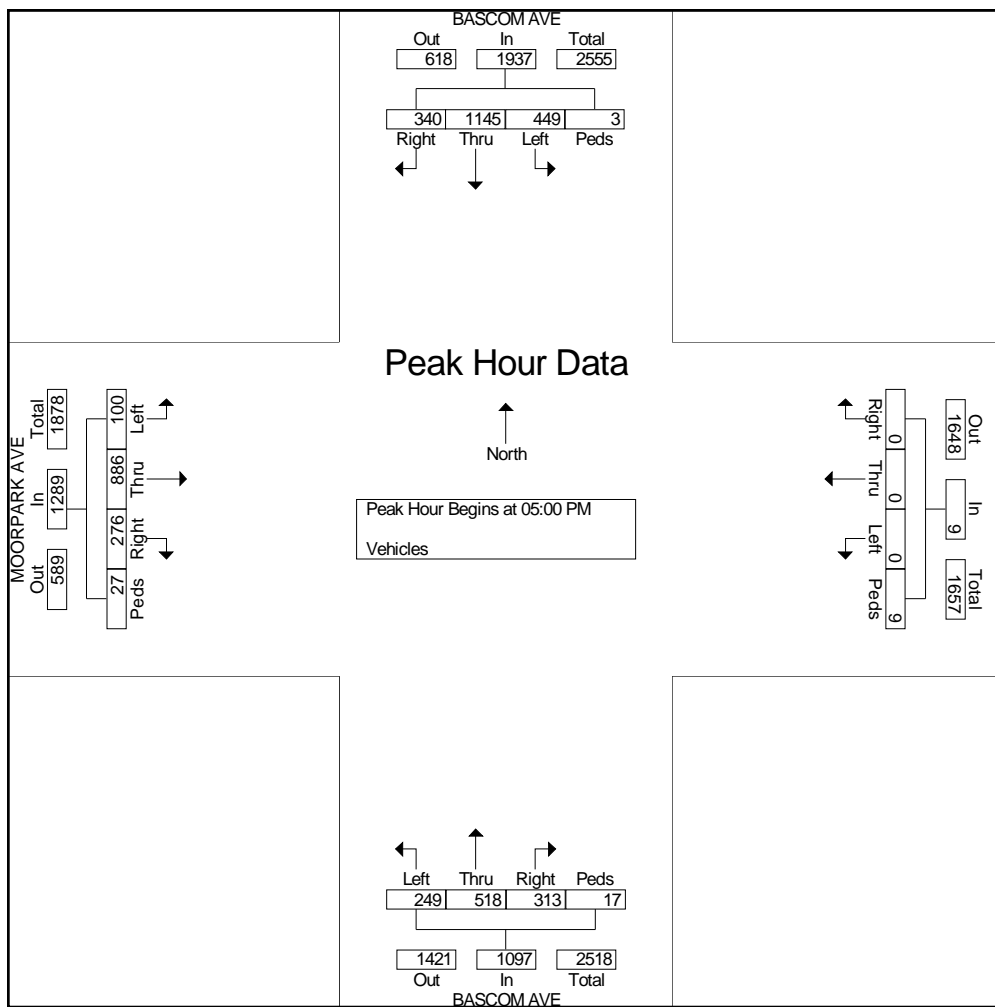 BASCOM AVE
Out In Total
618 1937 2555
340 1145 449 3
Right Thru Left Peds
Peak Hour Data
North
Peak Hour Begins at 05:00 PM
Vehicles
MOORPARK AVE
Out In Total
589 1289 1878
27 276 886 100
Peds Right Thru Left
Out In Total
1648 9 1657
Right Thru Left Peds
0 0 0 9
Left Thru Right Peds
249 518 313 17
1421 1097 2518
Out In Total
BASCOM AVE